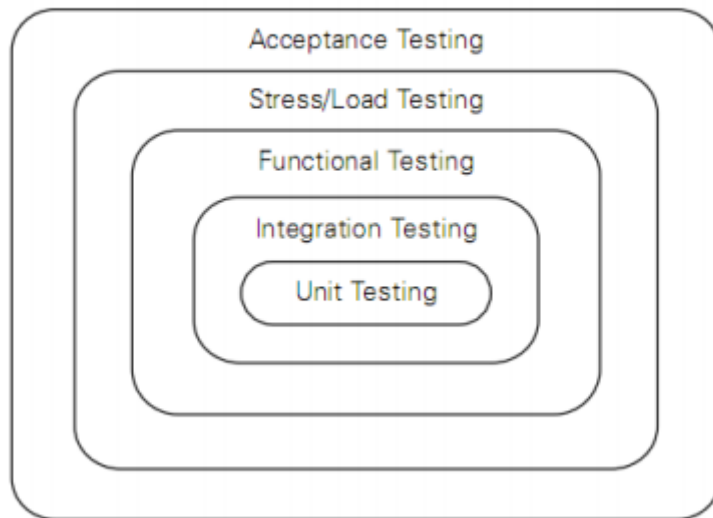 Acceptance Testing
Stress/Load Testing
Functional Testing
Integration Testing
Unit Testing